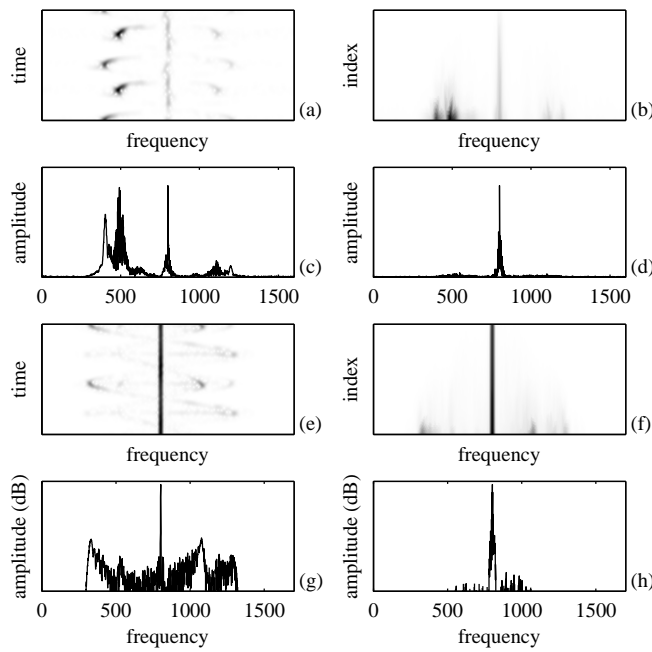 time
(a)
frequency
index
(b)
frequency
amplitude
(c)
0 500 1000 1500
amplitude
(d)
0 500 1000 1500
time
(e)
frequency
index
(f)
frequency
amplitude (dB)
(g)
0 500 1000 1500
frequency
amplitude (dB)
(h)
0 500 1000 1500
frequency